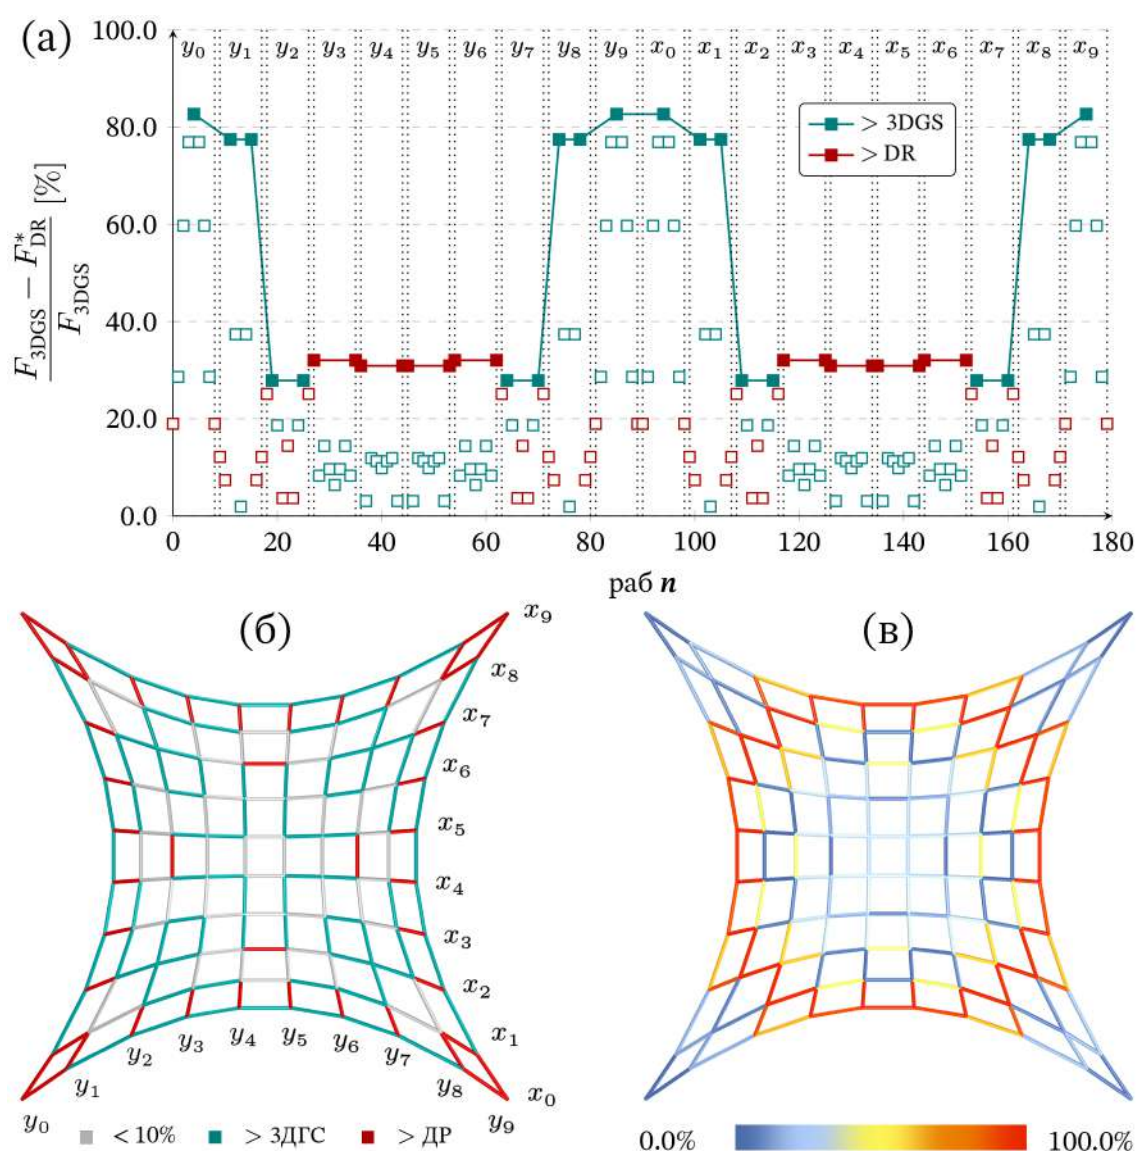 (а)
100.0
80.0
60.0
40.0
20.0
0.0
y₀ y₁ y₂ y₃ y₄ y₅ y₆ y₇ y₈ y₉ x₀ x₁ x₂ x₃ x₄ x₅ x₆ x₇ x₈ x₉
> 3DGS
> DR
F₃DGS − F*DR
F₃DGS
[%]
0 20 40 60 80 100 120 140 160 180
раб n
(б)
x₉
x₈
x₇
x₆
x₅
x₄
x₃
x₂
x₁
x₀
y₀ y₁ y₂ y₃ y₄ y₅ y₆ y₇ y₈ y₉
< 10% > 3ДГС > ДР
(в)
0.0% 100.0%